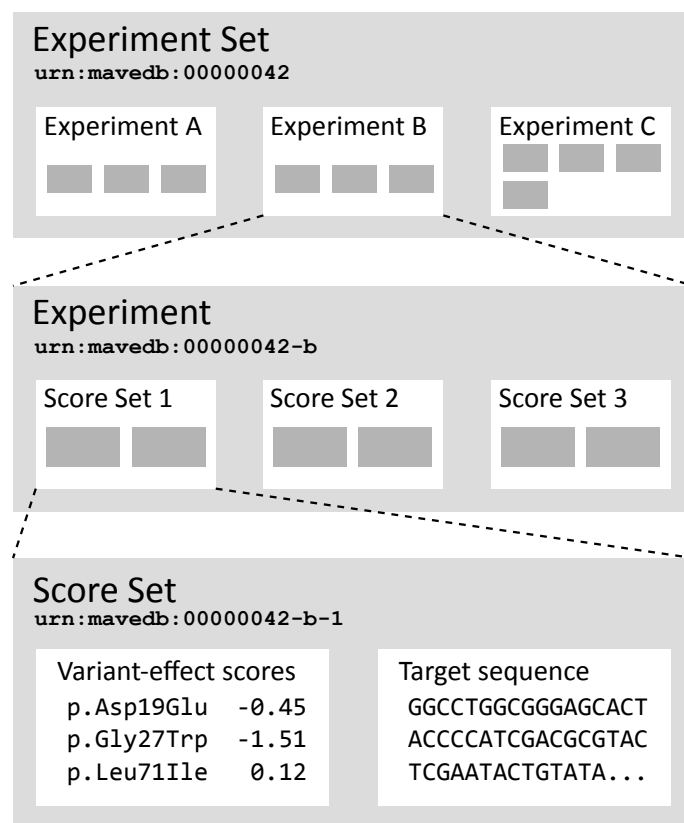 Experiment Set
urn:mavedb:00000042
Experiment A
Experiment B
Experiment C
Experiment
urn:mavedb:00000042-b
Score Set 1
Score Set 2
Score Set 3
Score Set
urn:mavedb:00000042-b-1
Variant-effect scores
p.Asp19Glu -0.45
p.Gly27Trp -1.51
p.Leu71Ile 0.12
Target sequence
GGCCTGGCGGGAGCACT
ACCCCATCGACGCGTAC
TCGAATACTGTATA...